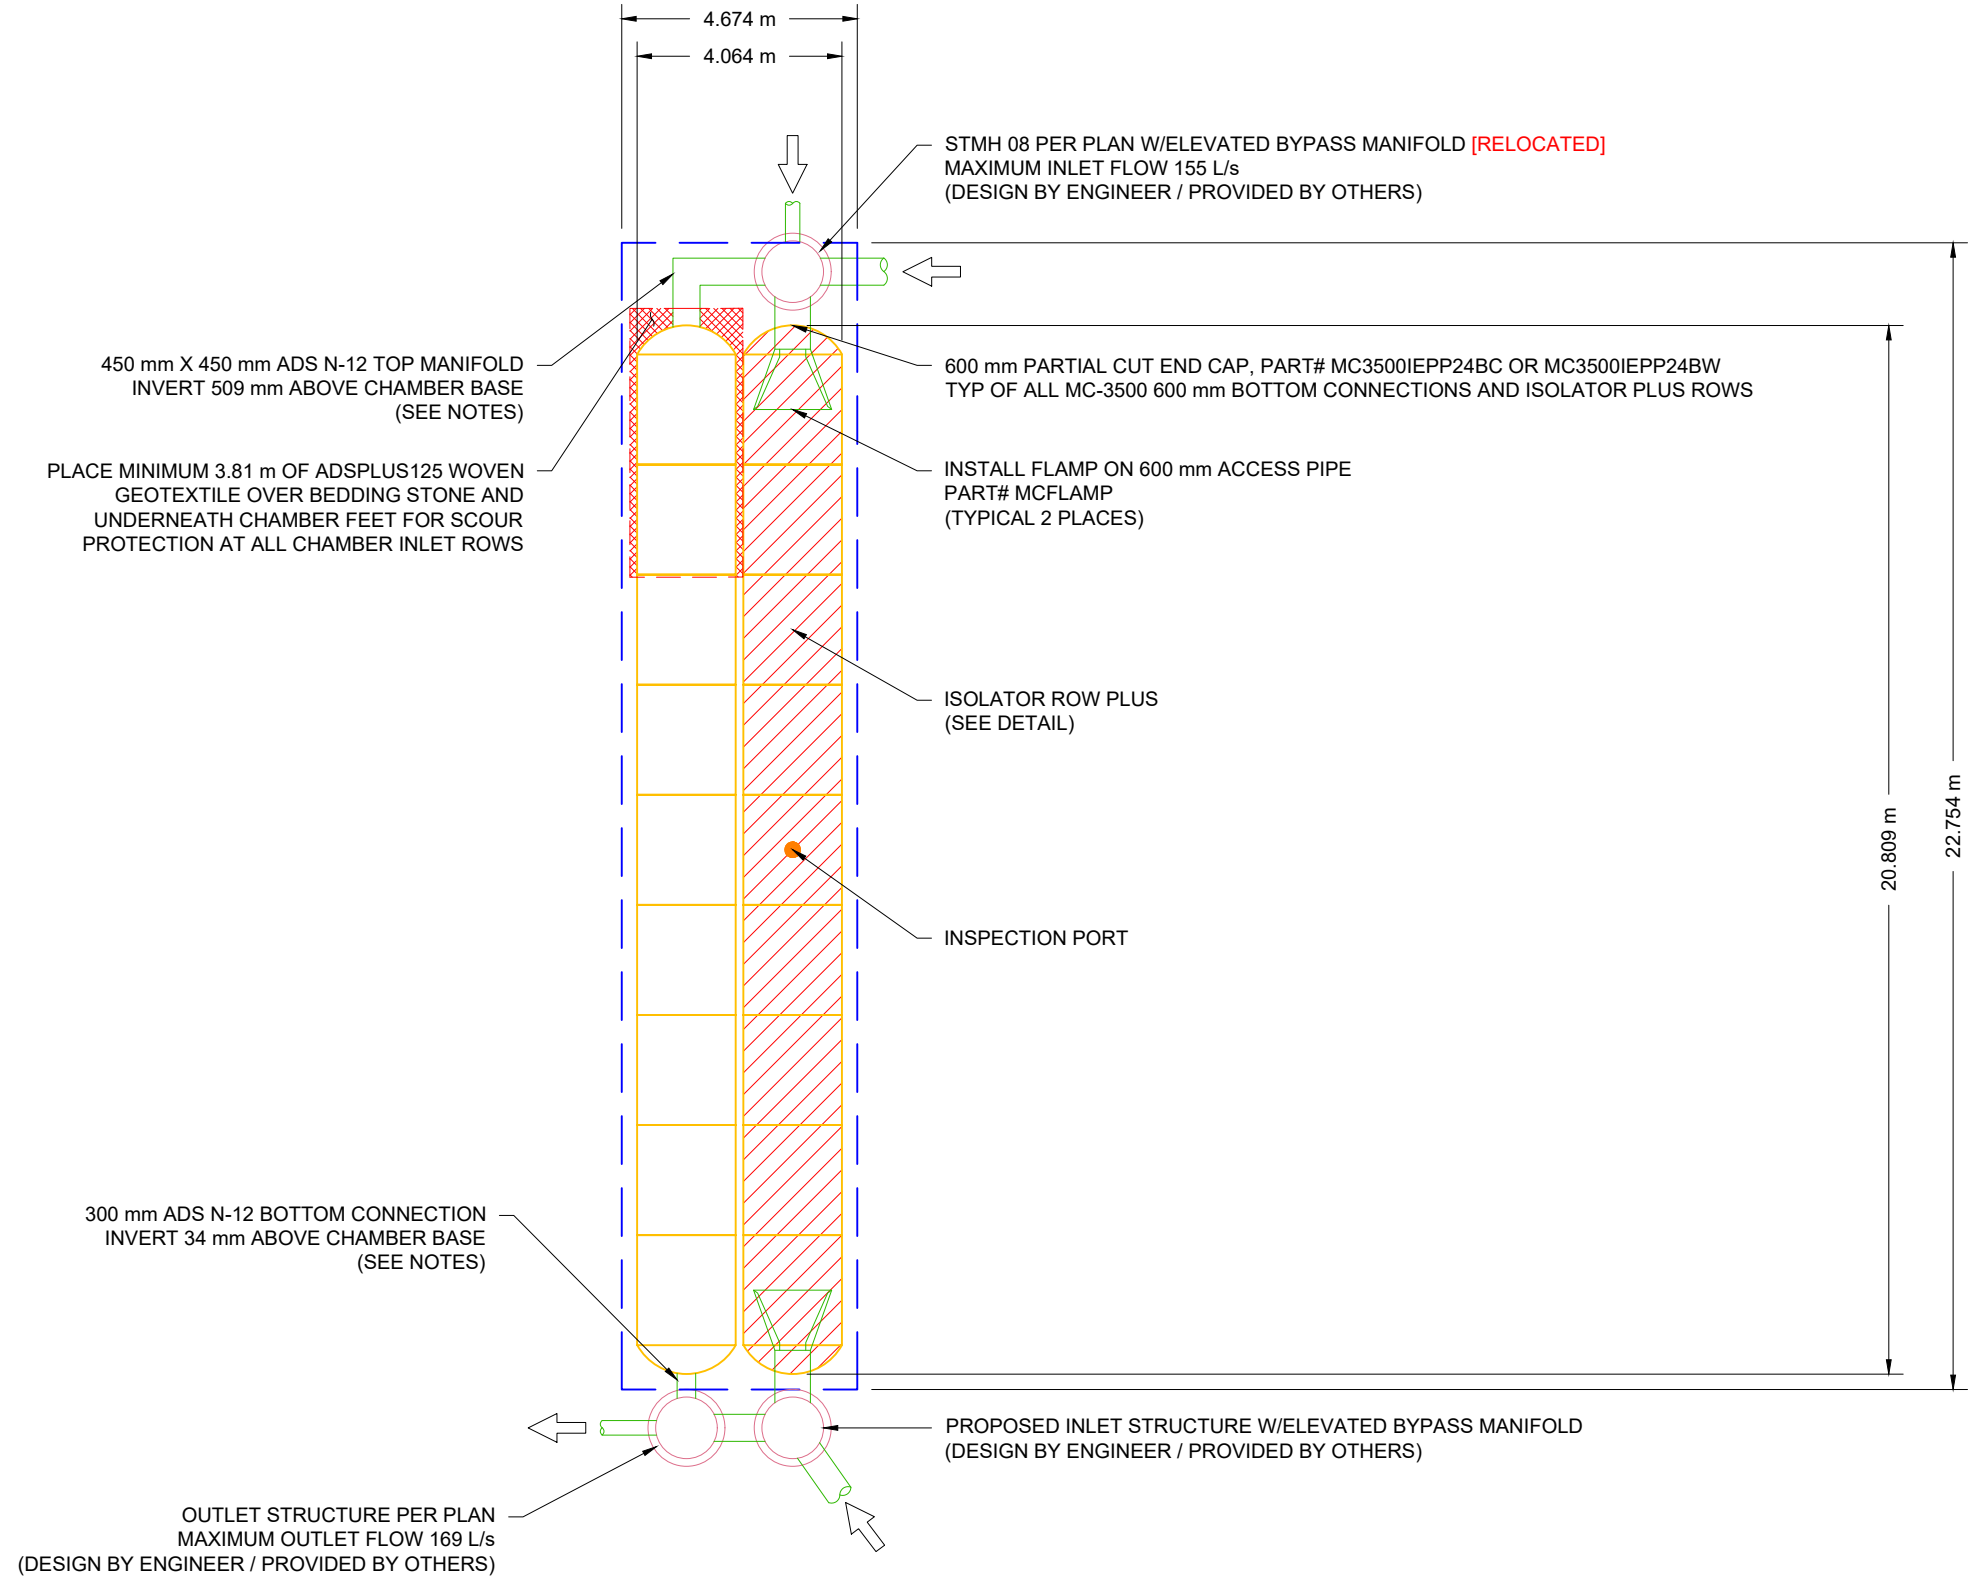 4.674 m
4.064 m
STMH 08 PER PLAN W/ELEVATED BYPASS MANIFOLD [RELOCATED]
MAXIMUM INLET FLOW 155 L/s
(DESIGN BY ENGINEER / PROVIDED BY OTHERS)
450 mm X 450 mm ADS N-12 TOP MANIFOLD
INVERT 509 mm ABOVE CHAMBER BASE
(SEE NOTES)
600 mm PARTIAL CUT END CAP, PART# MC3500IEPP24BC OR MC3500IEPP24BW
TYP OF ALL MC-3500 600 mm BOTTOM CONNECTIONS AND ISOLATOR PLUS ROWS
PLACE MINIMUM 3.81 m OF ADSPLUS125 WOVEN
GEOTEXTILE OVER BEDDING STONE AND
UNDERNEATH CHAMBER FEET FOR SCOUR
PROTECTION AT ALL CHAMBER INLET ROWS
INSTALL FLAMP ON 600 mm ACCESS PIPE
PART# MCFLAMP
(TYPICAL 2 PLACES)
ISOLATOR ROW PLUS
(SEE DETAIL)
20.809 m
22.754 m
INSPECTION PORT
300 mm ADS N-12 BOTTOM CONNECTION
INVERT 34 mm ABOVE CHAMBER BASE
(SEE NOTES)
PROPOSED INLET STRUCTURE W/ELEVATED BYPASS MANIFOLD
(DESIGN BY ENGINEER / PROVIDED BY OTHERS)
OUTLET STRUCTURE PER PLAN
MAXIMUM OUTLET FLOW 169 L/s
(DESIGN BY ENGINEER / PROVIDED BY OTHERS)